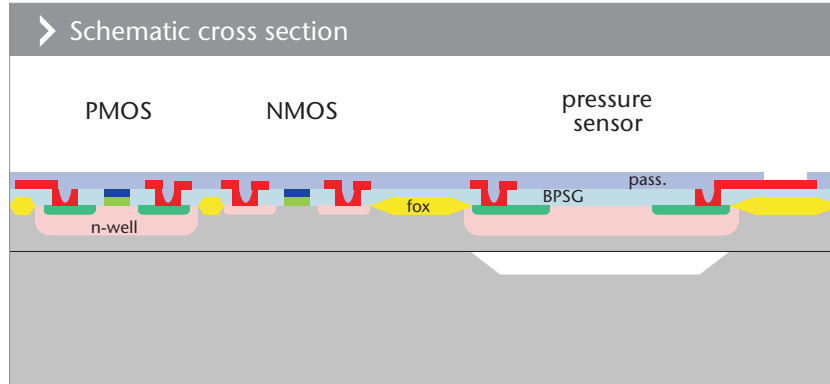 Schematic cross section
PMOS
NMOS
pressure
sensor
pass.
BPSG
fox
n-well